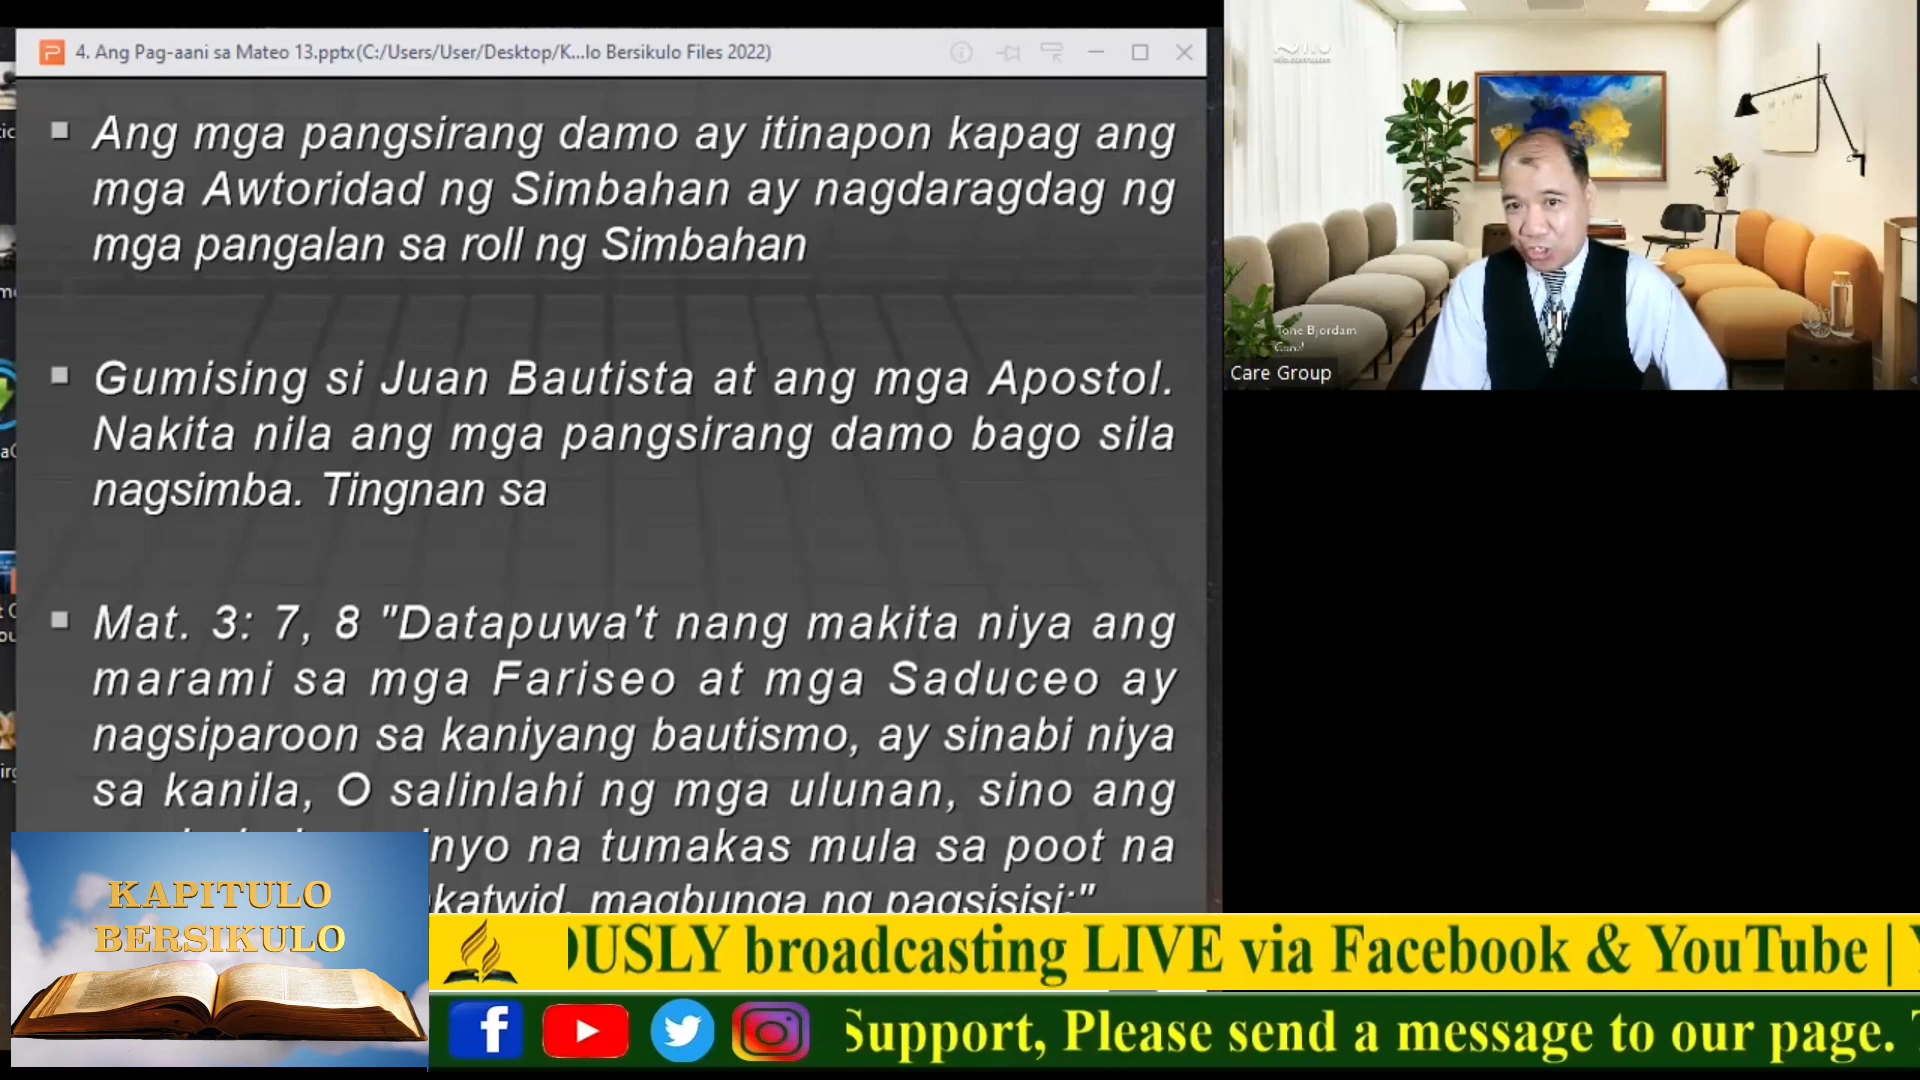 4. Ang Pag-aani sa Mateo 13.pptx(C:/Users/User/Desktop/K...lo Bersikulo Files 2022)
Ang mga pangsirang damo ay itinapon kapag ang
mga Awtoridad ng Simbahan ay nagdaragdag ng
mga pangalan sa roll ng Simbahan
Gumising si Juan Bautista at ang mga Apostol.
Nakita nila ang mga pangsirang damo bago sila
nagsimba. Tingnan sa
Mat. 3: 7, 8 "Datapuwa't nang makita niya ang
marami sa mga Fariseo at mga Saduceo ay
nagsiparoon sa kaniyang bautismo, ay sinabi niya
sa kanila, O salinlahi ng mga ulunan, sino ang
nyo na tumakas mula sa poot na
katwid, magbunga ng pagsisisi:"
Tone Bjordam
Care Group
KAPITULO
BERSIKULO
OUSLY broadcasting LIVE via Facebook & YouTube |
Support, Please send a message to our page.